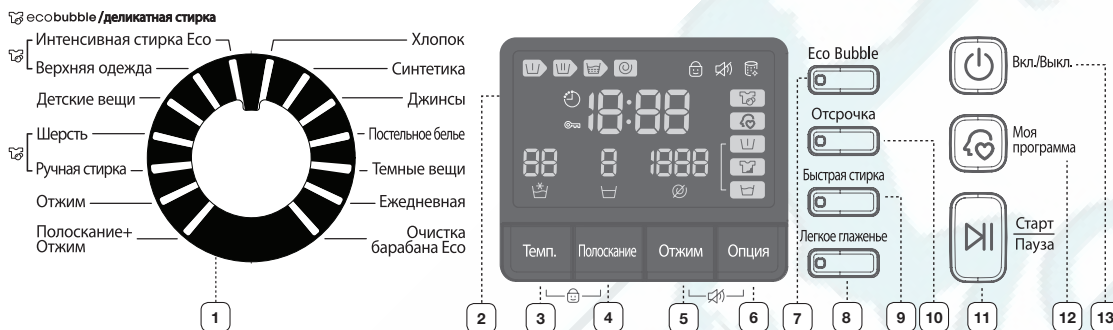 ecobubble/деликатная стирка
Интенсивная стирка Eco
Верхняя одежда
Детские вещи
Шерсть
Ручная стирка
Отжим
Полоскание+
Отжим
Хлопок
Синтетика
Джинсы
Постельное белье
Темные вещи
Ежедневная
Очистка
барабана Eco
18:88
88 8 1888
Темп. Полоскание Отжим Опция
Eco Bubble
Отсрочка
Быстрая стирка
Легкое глаженье
Вкл./Выкл.
Моя
программа
Старт
Пауза
1 2 3 4 5 6 7 8 9 10 11 12 13